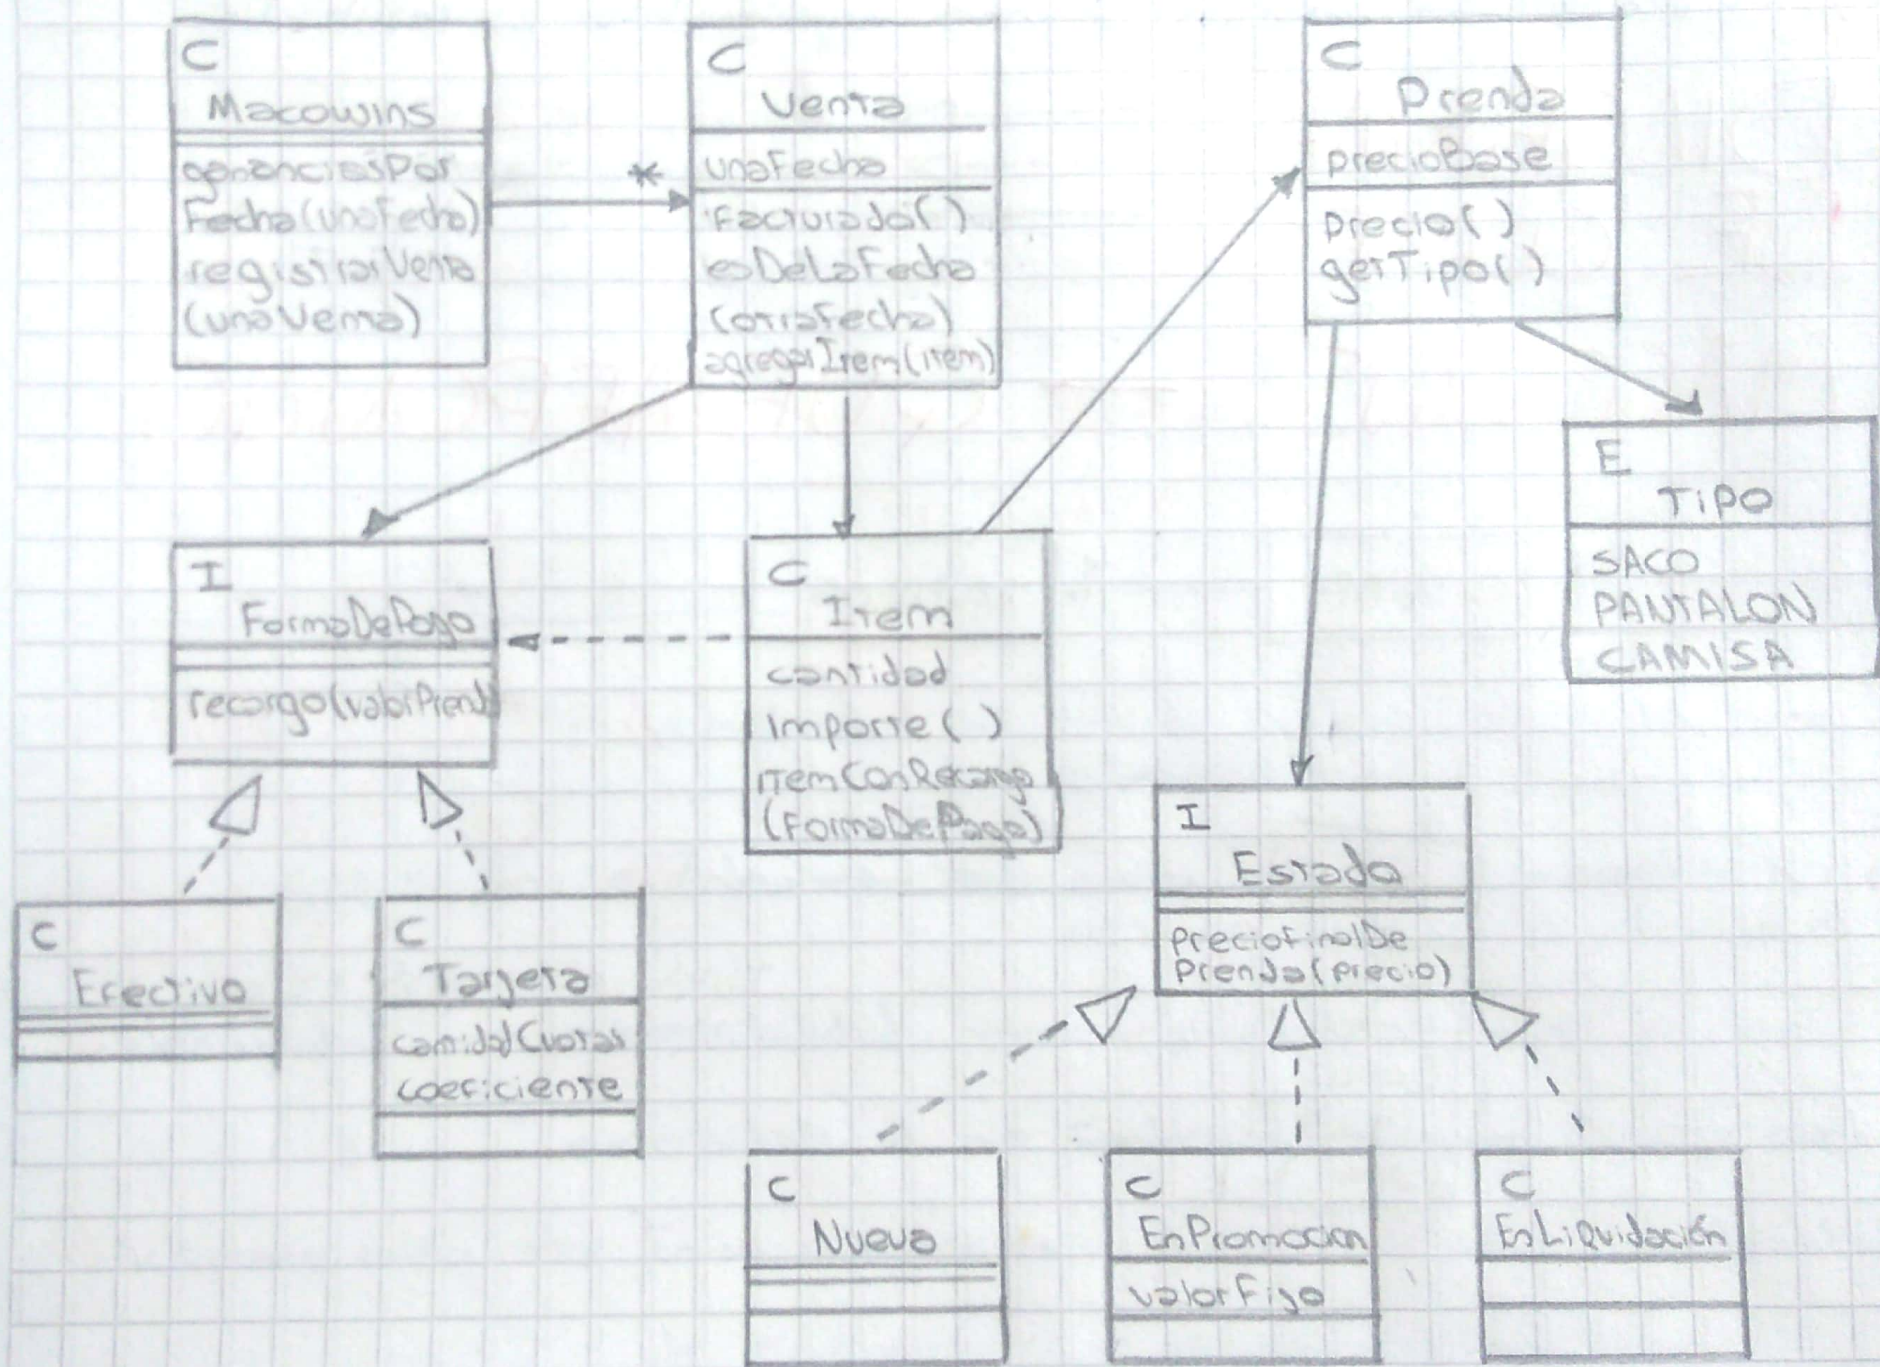 C
Macowins
gananciasPor
Fecha(unaFecha)
registrarVenta
(unaVenta)
C
Venta
unaFecha
Facturada()
esDeLaFecha
(otraFecha)
agregarItem(item)
C
Prenda
precioBase
precio()
getTipo()
E
TIPO
SACO
PANTALON
CAMISA
I
FormaDePago
recargo(valorPrenda
C
Item
cantidad
importe()
itemConRecargo
(FormaDePago)
I
Estado
precioFinalDe
Prenda(precio)
C
Efectivo
C
Tarjeta
cantidadCuotas
coeficiente
C
Nueva
C
EnPromocion
valorFijo
C
EnLiquidación
*